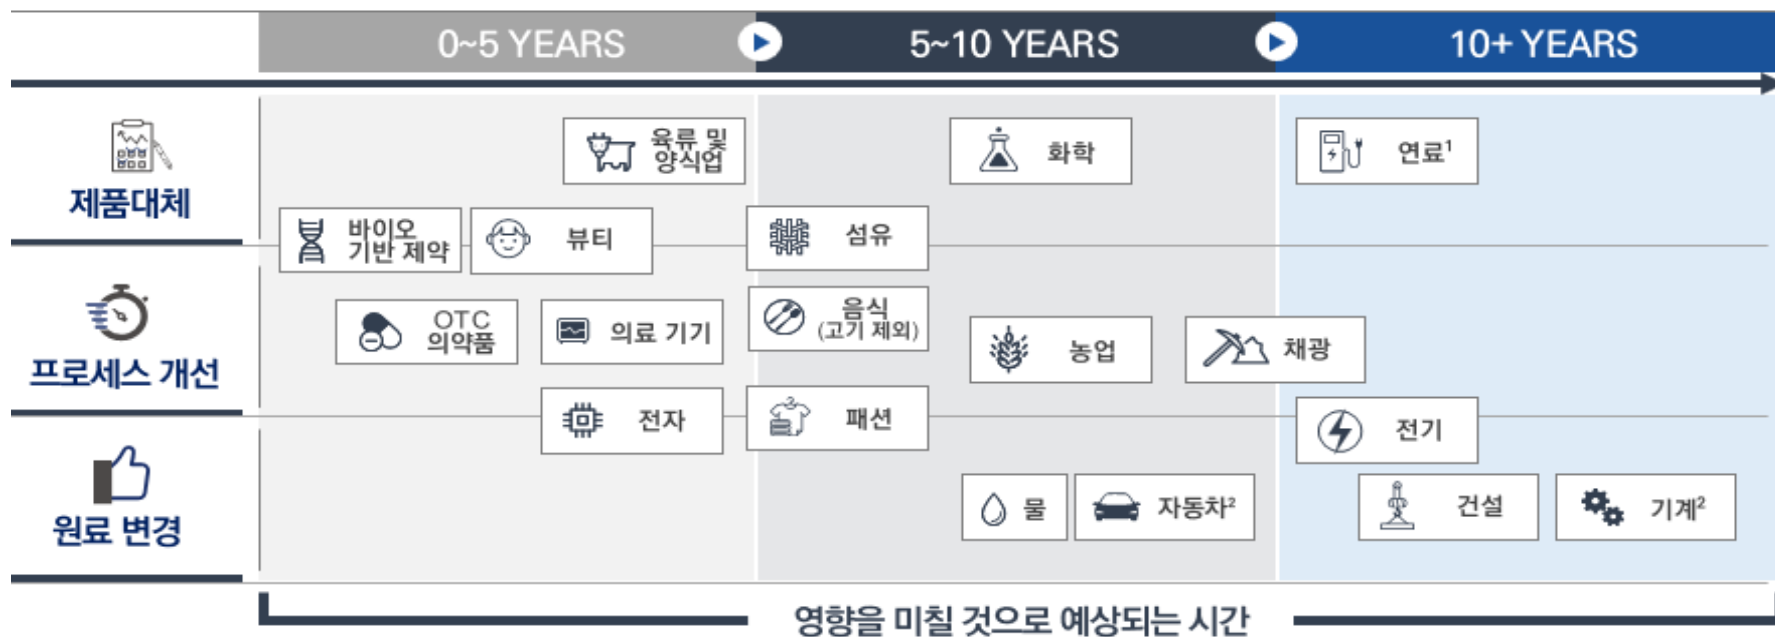 0~5 YEARS
5~10 YEARS
10+ YEARS
제품대체
육류 및
양식업
화학
연료¹
바이오
기반 제약
뷰티
섬유
프로세스 개선
OTC
의약품
의료 기기
음식
(고기 제외)
농업
채광
전자
패션
전기
원료 변경
물
자동차²
건설
기계²
영향을 미칠 것으로 예상되는 시간